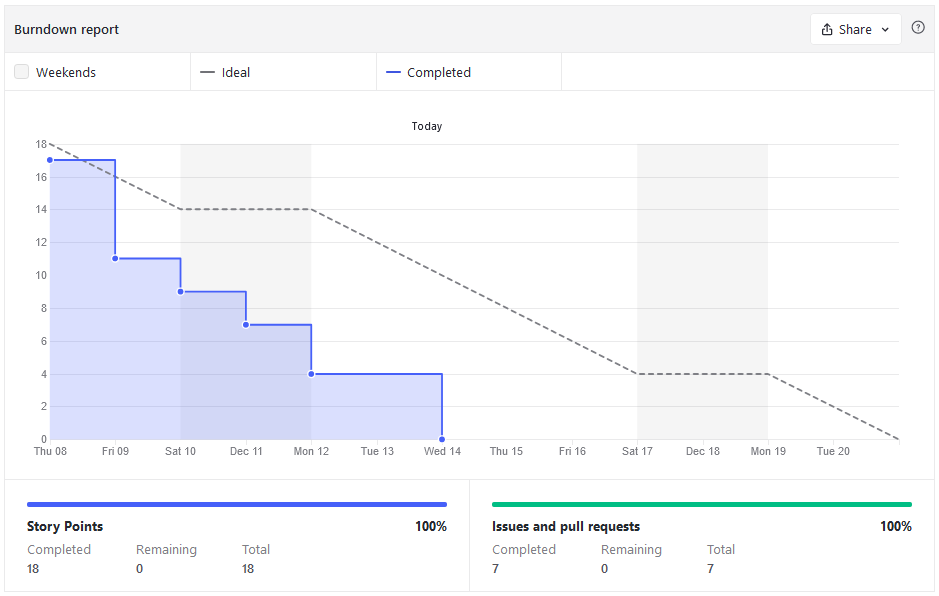 Burndown report
Share
Weekends
Ideal
Completed
Today
18
16
14
12
10
8
6
4
2
0
Thu 08 Fri 09 Sat 10 Dec 11 Mon 12 Tue 13 Wed 14 Thu 15 Fri 16 Sat 17 Dec 18 Mon 19 Tue 20
Story Points 100%
Completed Remaining Total
18 0 18
Issues and pull requests 100%
Completed Remaining Total
7 0 7